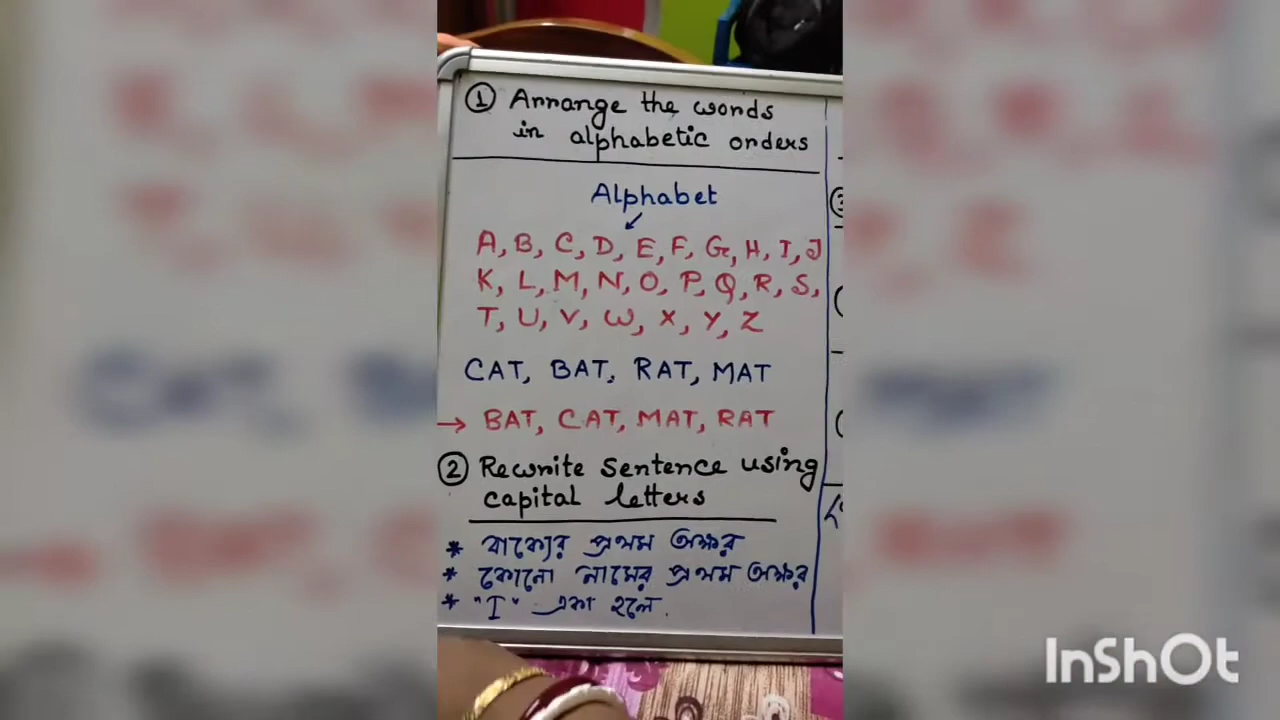 ① Arrange the words
in alphabetic orders
Alphabet
A, B, C, D, E, F, G, H, I, J
K, L, M, N, O, P, Q, R, S,
T, U, V, W, X, Y, Z
CAT, BAT, RAT, MAT
→ BAT, CAT, MAT, RAT
② Rewrite sentence using
capital letters
* বাক্যের প্রথম অক্ষর
* কোনো নামের প্রথম অক্ষর
* "I" একা হলে.
③
InShOt